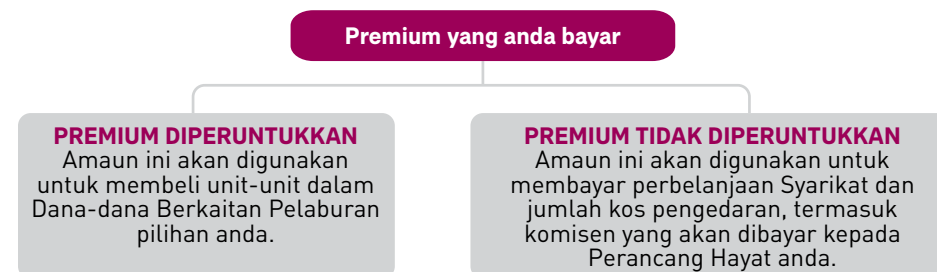 Premium yang anda bayar
PREMIUM DIPERUNTUKKAN
Amaun ini akan digunakan
untuk membeli unit-unit dalam
Dana-dana Berkaitan Pelaburan
pilihan anda.
PREMIUM TIDAK DIPERUNTUKKAN
Amaun ini akan digunakan untuk
membayar perbelanjaan Syarikat dan
jumlah kos pengedaran, termasuk
komisen yang akan dibayar kepada
Perancang Hayat anda.